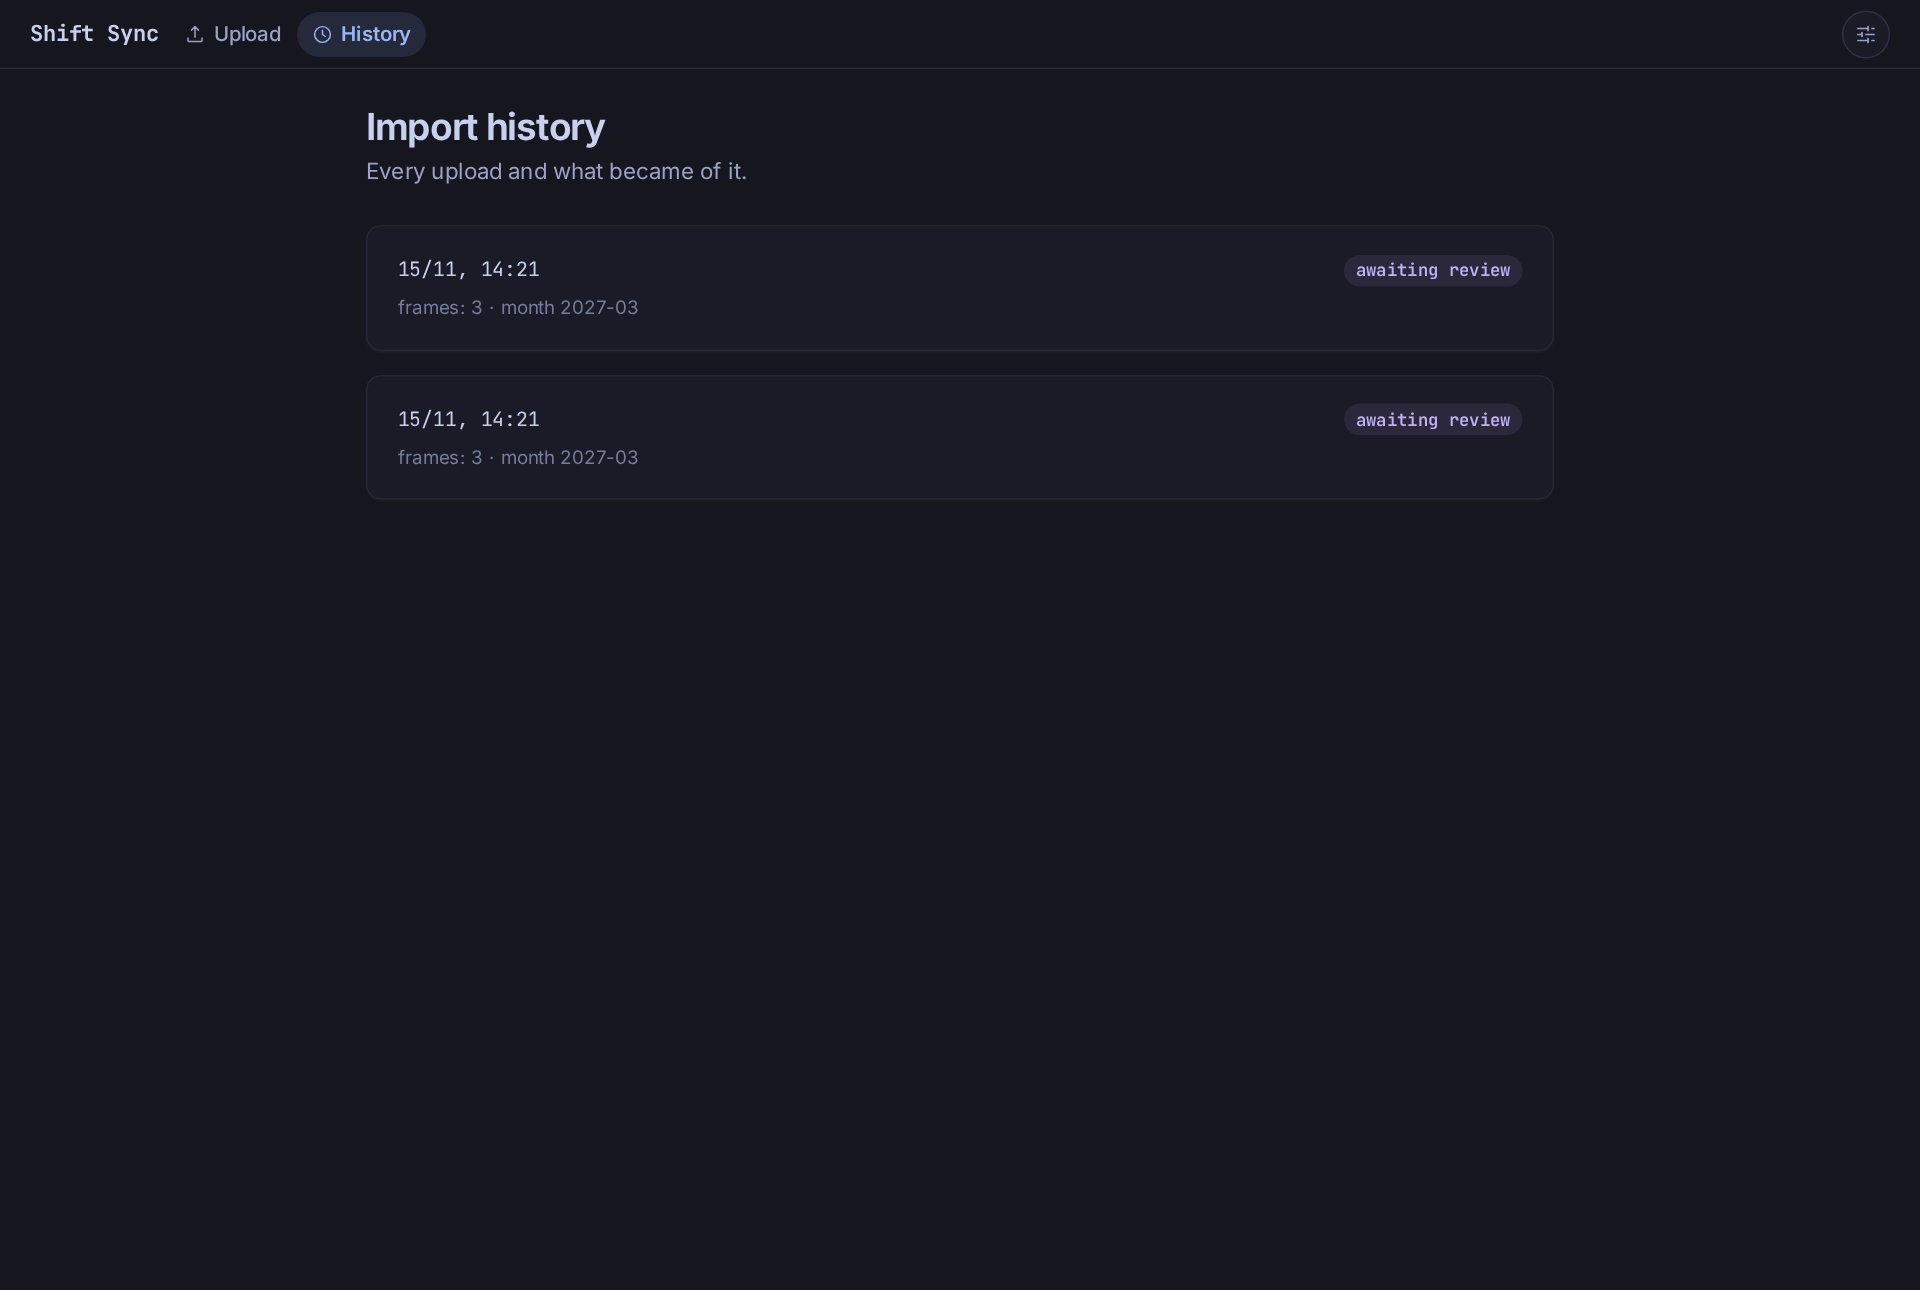 Shift Sync Upload History
Import history
Every upload and what became of it.
15/11, 14:21 awaiting review
frames: 3 · month 2027-03
15/11, 14:21 awaiting review
frames: 3 · month 2027-03